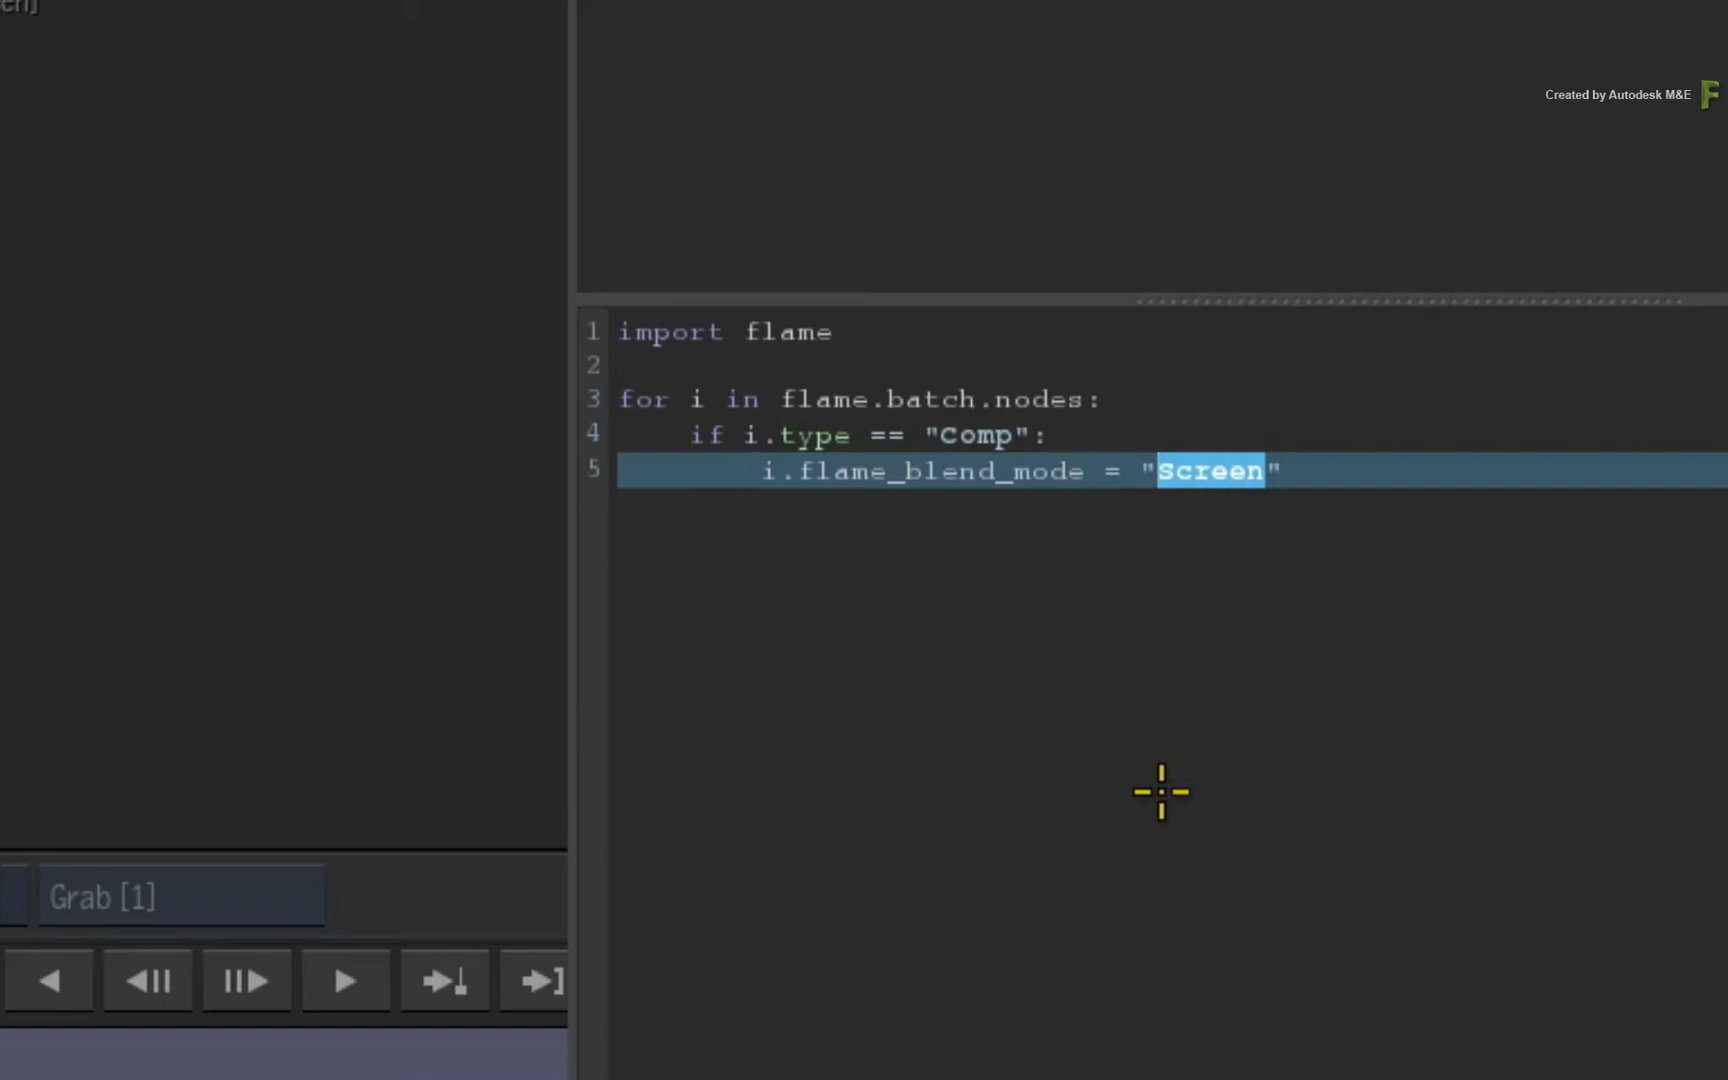 Created by Autodesk M&E
1 import flame
2
3 for i in flame.batch.nodes:
4 if i.type == "Comp":
5 i.flame_blend_mode = "Screen"
Grab [1]